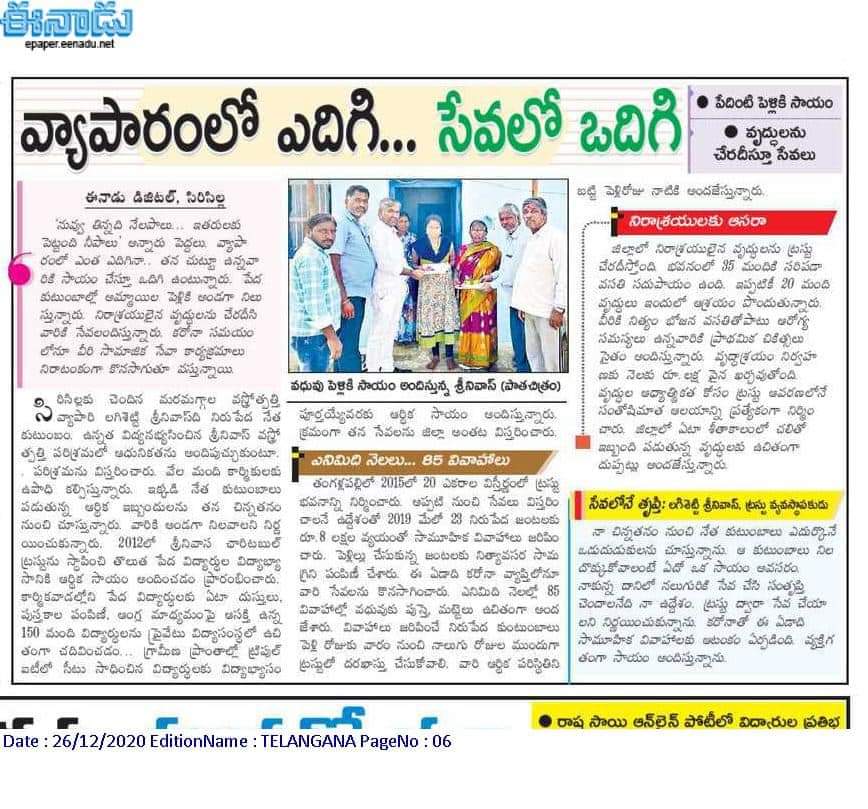 ఈనాడు
epaper.eenadu.net
వ్యాపారంలో ఎదిగి... సేవలో ఒదిగి
● పేదింటి పెళ్లికి సాయం
● వృద్ధులను
చేరదీస్తూ సేవలు
ఈనాడు డిజిటల్, సిరిసిల్ల
'నువ్వు తిన్నది నేలపాలు... ఇతరులకు
పెట్టింది నీపాలు' అన్నారు పెద్దలు. వ్యాపా
రంలో ఎంత ఎదిగినా.. తన చుట్టూ ఉన్నవా
రికి సాయం చేస్తూ ఒదిగి ఉంటున్నారు. పేద
కుటుంబాల్లో అమ్మాయిల పెళ్లికి అండగా నిలు
స్తున్నారు. నిరాశ్రయులైన వృద్ధులను చేరదీసి
వారికి సేవలందిస్తున్నారు. కరోనా సమయం
లోనూ వీరి సామాజిక సేవా కార్యక్రమాలు
నిరాటంకంగా కొనసాగుతూ వస్తున్నాయి.
సిరిసిల్లకు చెందిన మరమగ్గాల వస్త్రోత్పత్తి
వ్యాపారి లగిశెట్టి శ్రీనివాస్‌ది నిరుపేద నేత
కుటుంబం. ఉన్నత విద్యనభ్యసించిన శ్రీనివాస్ వస్త్రో
త్పత్తి పరిశ్రమలో ఆధునికతను అందిపుచ్చుకుంటూ.
. పరిశ్రమను విస్తరించారు. వేల మంది కార్మికులకు
ఉపాధి కల్పిస్తున్నారు. ఇక్కడి నేత కుటుంబాలు
పడుతున్న ఆర్థిక ఇబ్బందులను తన చిన్నతనం
నుంచి చూస్తున్నారు. వారికి అండగా నిలవాలని నిర్ణ
యించుకున్నారు. 2012లో శ్రీనివాస చారిటబుల్
ట్రస్టును స్థాపించి తొలుత పేద విద్యార్థుల విద్యాభ్యా
సానికి ఆర్థిక సాయం అందించడం ప్రారంభించారు.
కార్మికవాడల్లోని పేద విద్యార్థులకు ఏటా దుస్తులు,
పుస్తకాల పంపిణీ, ఆంగ్ల మాధ్యమంపై ఆసక్తి ఉన్న
150 మంది విద్యార్థులను ప్రైవేటు విద్యాసంస్థల్లో ఉచి
తంగా చదివించడం... గ్రామీణ ప్రాంతాల్లో ట్రిపుల్
ఐటీలో సీటు సాధించిన విద్యార్థులకు విద్యాభ్యాసం
వధువు పెళ్లికి సాయం అందిస్తున్న శ్రీనివాస్ (పాతచిత్రం)
పూర్తయ్యేవరకు ఆర్థిక సాయం అందిస్తున్నారు.
క్రమంగా తన సేవలను జిల్లా అంతటా విస్తరించారు.
ఎనిమిది నెలలు... 85 వివాహాలు
తంగళ్లపల్లిలో 2015లో 20 ఎకరాల విస్తీర్ణంలో ట్రస్టు
భవనాన్ని నిర్మించారు. అప్పటి నుంచి సేవలు విస్తరిం
చాలనే ఉద్దేశంతో 2019 మేలో 23 నిరుపేద జంటలకు
రూ.8 లక్షల వ్యయంతో సామూహిక వివాహాలు జరిపిం
చారు. పెళ్లిల్లు చేసుకున్న జంటలకు నిత్యావసర సామ
గ్రిని పంపిణీ చేశారు. ఈ ఏడాది కరోనా వ్యాప్తిలోనూ
వారి సేవలను కొనసాగించారు. ఎనిమిది నెలల్లో 85
వివాహాల్లో వధువుకు పుస్తె, మట్టెలు ఉచితంగా అంద
జేశారు. వివాహాలు జరిపించే నిరుపేద కుంటుంబాలు
పెళ్లి రోజుకు వారం నుంచి నాలుగు రోజుల ముందుగా
ట్రస్టులో దరఖాస్తు చేసుకోవాలి. వారి ఆర్థిక పరిస్థితిని
బట్టి పెళ్లిరోజు నాటికి అందజేస్తున్నారు.
నిరాశ్రయులకు ఆసరా
జిల్లాలో నిరాశ్రయులైన వృద్ధులను ట్రస్టు
చేరదీస్తోంది. భవనంలో 35 మందికి సరిపడా
వసతి సదుపాయం ఉంది. ఇప్పటికే 20 మంది
వృద్ధులు ఇందులో ఆశ్రయం పొందుతున్నారు.
వీరికి నిత్యం భోజన వసతితోపాటు ఆరోగ్య
సమస్యలు ఉన్నవారికి ప్రాథమిక చికిత్సలు
సైతం అందిస్తున్నారు. వృద్ధాశ్రయం నిర్వహ
ణకు నెలకు రూ.లక్ష పైన ఖర్చవుతోంది.
వృద్ధుల ఆధ్యాత్మికత కోసం ట్రస్టు ఆవరణలోనే
సంతోషిమాత ఆలయాన్ని ప్రత్యేకంగా నిర్మిం
చారు. జిల్లాలో ఏటా శీతాకాలంలో చలితో
ఇబ్బంది పడుతున్న వృద్ధులకు ఉచితంగా
దుప్పట్లు అందజేస్తున్నారు.
సేవలోనే తృప్తి: లగిశెట్టి శ్రీనివాస్, ట్రస్టు వ్యవస్థాపకుడు
నా చిన్నతనం నుంచి నేత కుటుంబాలు ఎదుర్కొనే
ఒడుదుడుకులను చూస్తున్నాను. ఆ కుటుంబాలు నిల
దొక్కుకోవాలంటే ఏదో ఒక సాయం అవసరం.
నాకున్న దానిలో నలుగురికి సేవ చేసి సంతృప్తి
చెందాలనేది నా ఉద్దేశం. ట్రస్టు ద్వారా సేవ చేయా
లని నిర్ణయించుకున్నాను. కరోనాతో ఈ ఏడాది
సామూహిక వివాహాలకు ఆటంకం ఏర్పడింది. వ్యక్తిగ
తంగా సాయం అందిస్తున్నాను.
Date : 26/12/2020 EditionName : TELANGANA PageNo : 06